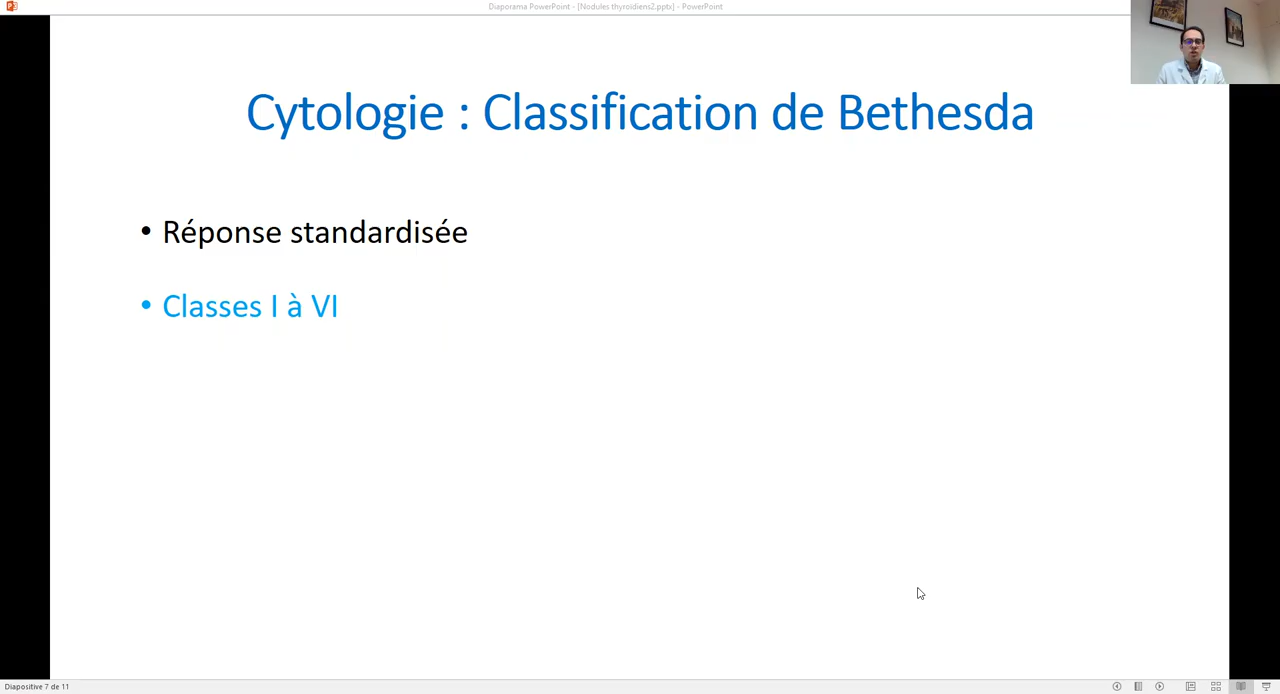 Diaporama PowerPoint - [Nodules thyroidiens2.pptx] - PowerPoint
Cytologie : Classification de Bethesda
• Réponse standardisée
• Classes I à VI
Diapositive 7 de 11